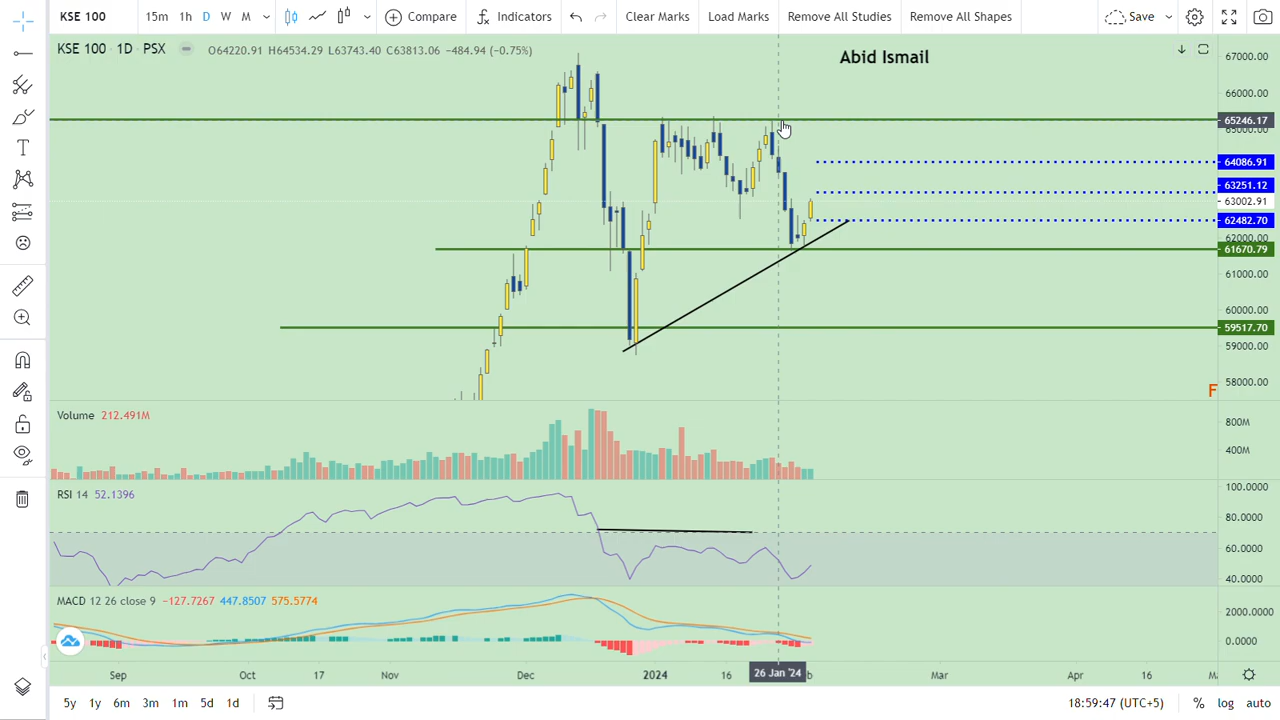 KSE 100 15m 1h D W M Compare Indicators Clear Marks Load Marks Remove All Studies Remove All Shapes Save
KSE 100 · 1D · PSX O64220.91 H64534.29 L63743.40 C63813.06 −484.94 (−0.75%)
Abid Ismail
67000.00
66000.00
65246.17
65000.00
64086.91
63251.12
63002.91
62482.70
62000.00
61670.79
61000.00
60000.00
59517.70
59000.00
58000.00
F
Volume 212.491M
800M
400M
RSI 14 52.1396
100.0000
80.0000
60.0000
40.0000
MACD 12 26 close 9 −127.7267 447.8507 575.5774
2000.0000
0.0000
Sep Oct 17 Nov Dec 2024 16 26 Jan '24 b Mar Apr 16
5y 1y 6m 3m 1m 5d 1d 18:59:47 (UTC+5) % log auto